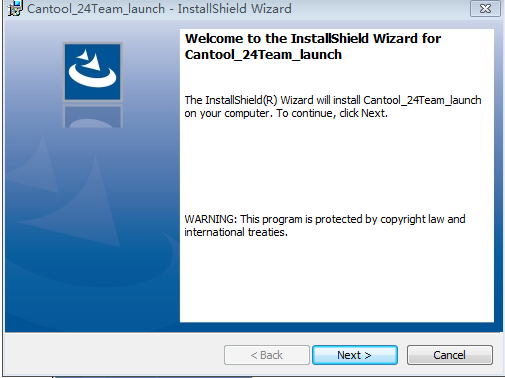 Cantool_24Team_launch - InstallShield Wizard
Welcome to the InstallShield Wizard for
Cantool_24Team_launch
The InstallShield(R) Wizard will install Cantool_24Team_launch
on your computer. To continue, click Next.
WARNING: This program is protected by copyright law and
international treaties.
< Back
Next >
Cancel